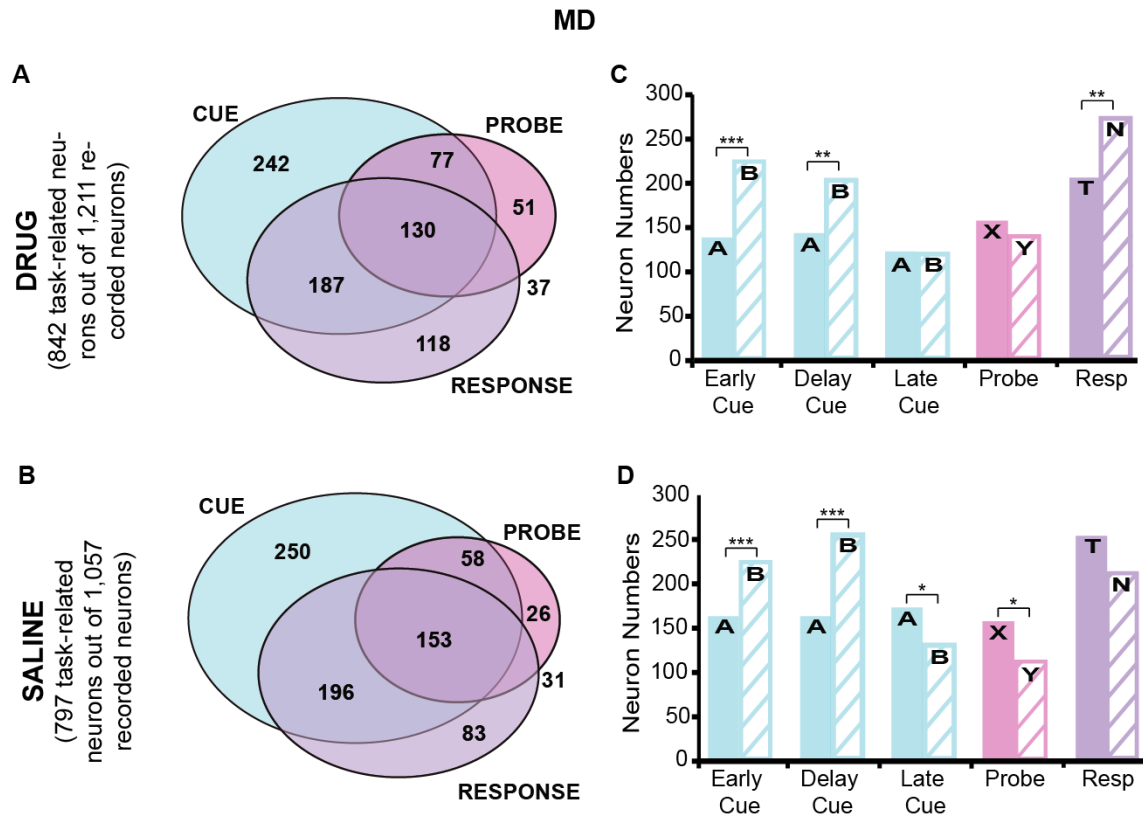 MD
A
DRUG
(842 task-related neu-
rons out of 1,211 re-
corded neurons)
CUE
PROBE
RESPONSE
242
77
51
130
187
37
118
C
Neuron Numbers
300
250
200
150
100
50
0
***
**
**
A B
A B
A B
X Y
T N
Early
Cue
Delay
Cue
Late
Cue
Probe
Resp
B
SALINE
(797 task-related
neurons out of 1,057
recorded neurons)
CUE
PROBE
RESPONSE
250
58
26
153
196
31
83
D
Neuron Numbers
300
250
200
150
100
50
0
***
***
*
*
A B
A B
A B
X Y
T N
Early
Cue
Delay
Cue
Late
Cue
Probe
Resp